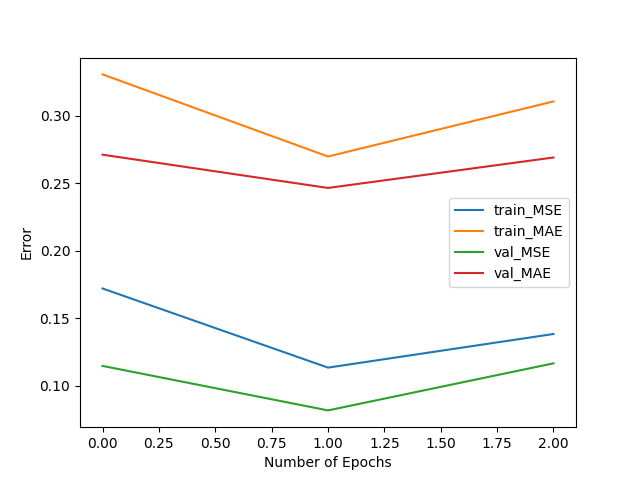 0.30
0.25
0.20
0.15
0.10
Error
train_MSE
train_MAE
val_MSE
val_MAE
0.00 0.25 0.50 0.75 1.00 1.25 1.50 1.75 2.00
Number of Epochs